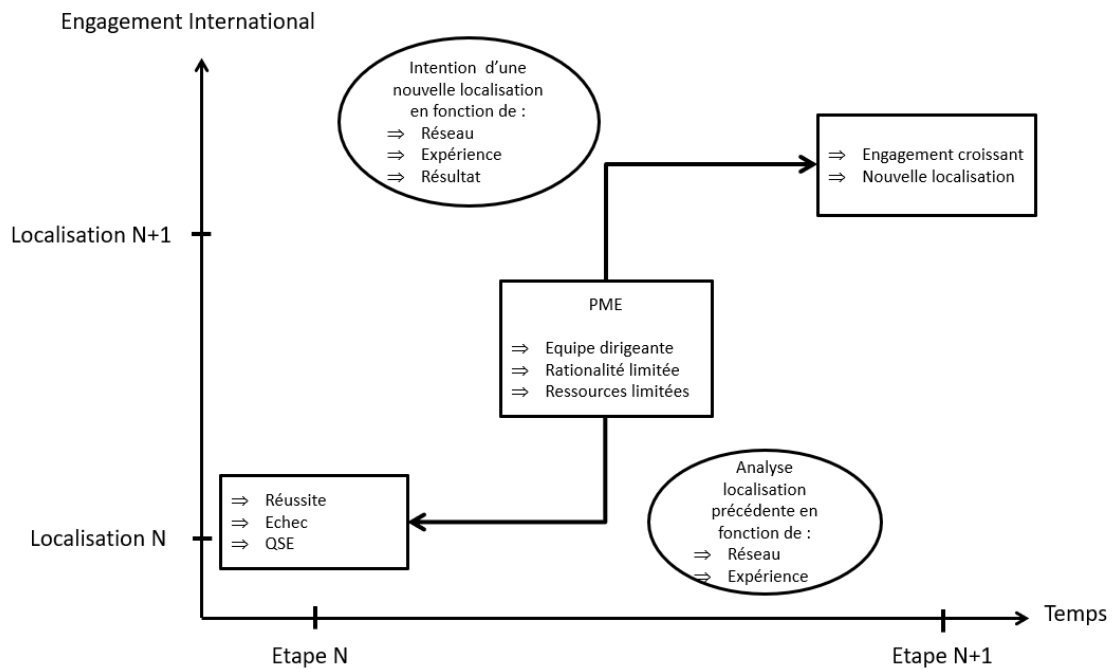 Engagement International
Intention d'une
nouvelle localisation
en fonction de :
⇒ Réseau
⇒ Expérience
⇒ Résultat
⇒ Engagement croissant
⇒ Nouvelle localisation
Localisation N+1
PME
⇒ Equipe dirigeante
⇒ Rationalité limitée
⇒ Ressources limitées
Analyse
localisation
précédente en
fonction de :
⇒ Réseau
⇒ Expérience
⇒ Réussite
⇒ Echec
⇒ QSE
Localisation N
Temps
Etape N
Etape N+1